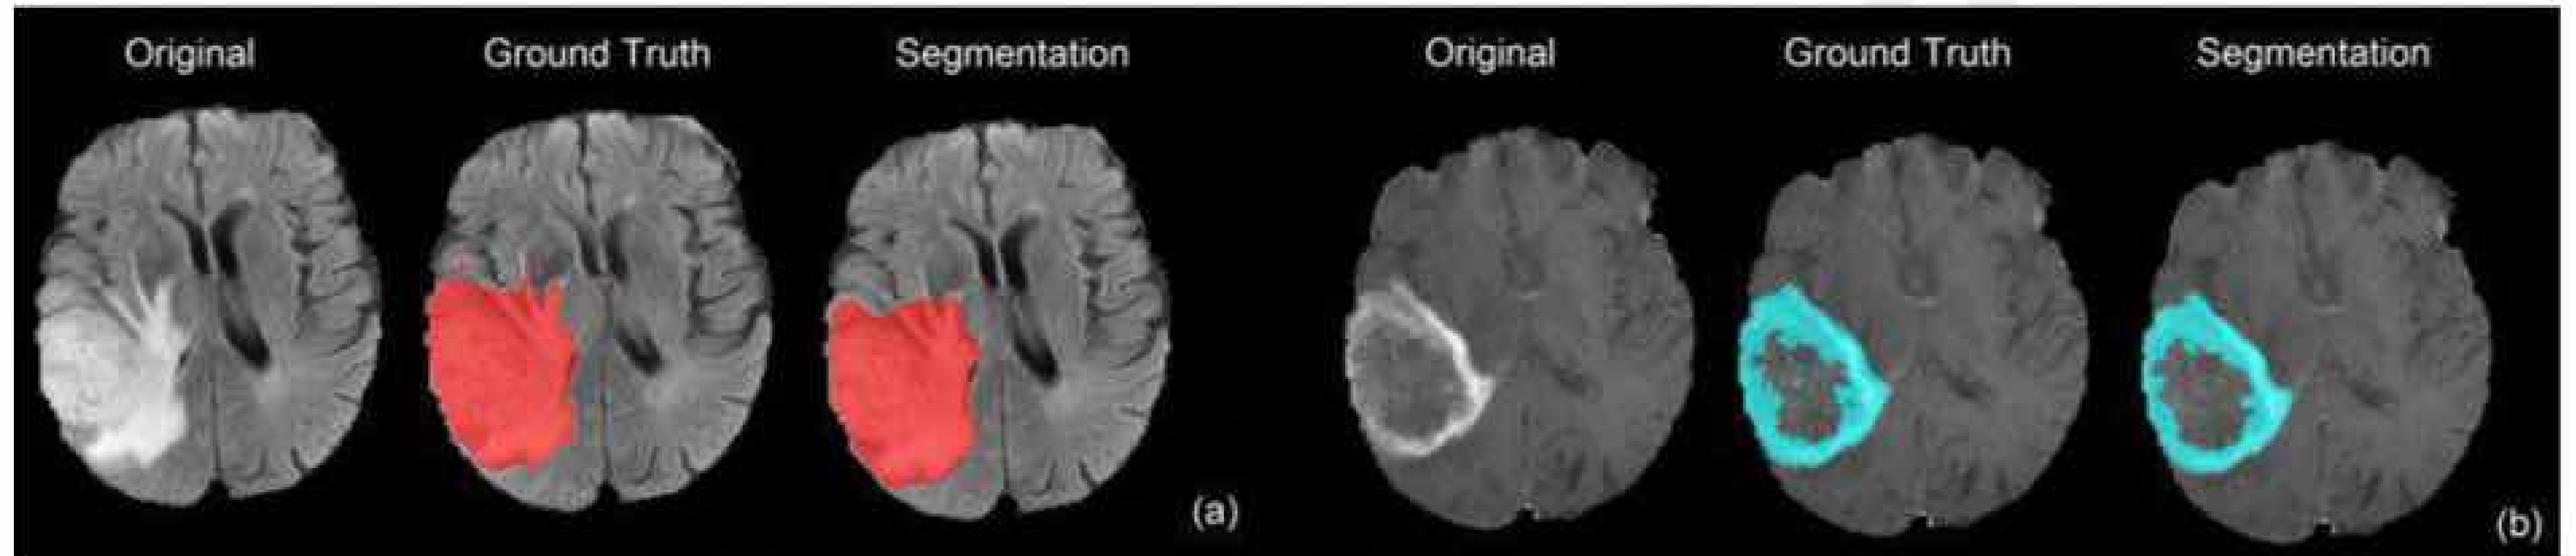 Original Ground Truth Segmentation Original Ground Truth Segmentation
(a)
(b)